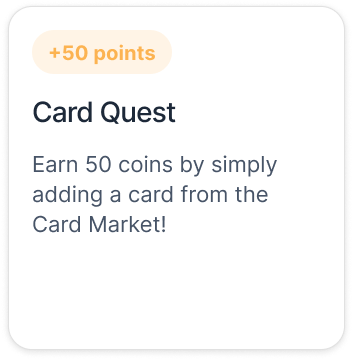 +50 points
Card Quest
Earn 50 coins by simply
adding a card from the
Card Market!